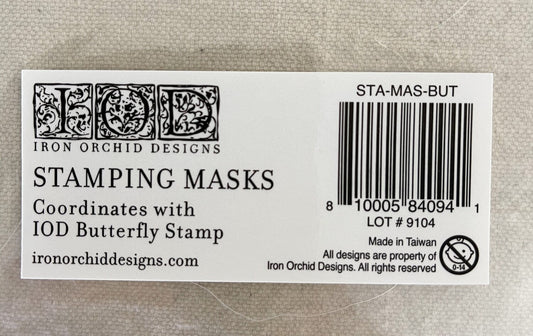 IOD
IRON ORCHID DESIGNS
STAMPING MASKS
Coordinates with
IOD Butterfly Stamp
ironorchiddesigns.com
STA-MAS-BUT
8 10005 84094 1
LOT # 9104
Made in Taiwan
All designs are property of
Iron Orchid Designs. All rights reserved
0-14